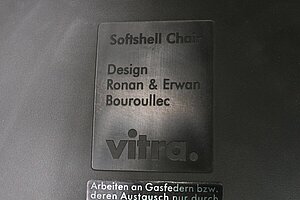 Softshell Chair
Design
Ronan & Erwan
Bouroullec
vitra.
Arbeiten an Gasfedern bzw.
deren Austausch nur durch